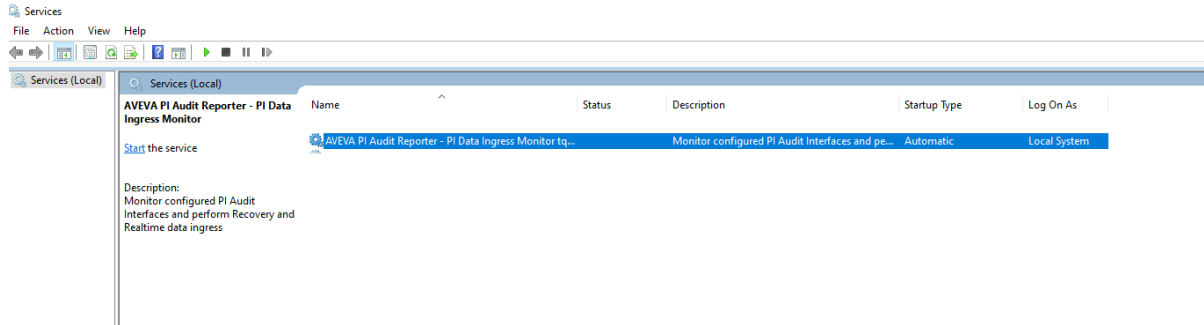 Services
File Action View Help
Services (Local)
Services (Local)
AVEVA PI Audit Reporter - PI Data
Ingress Monitor
Start the service
Description:
Monitor configured PI Audit
Interfaces and perform Recovery and
Realtime data ingress
Name Status Description Startup Type Log On As
AVEVA PI Audit Reporter - PI Data Ingress Monitor tq... Monitor configured PI Audit Interfaces and pe... Automatic Local System